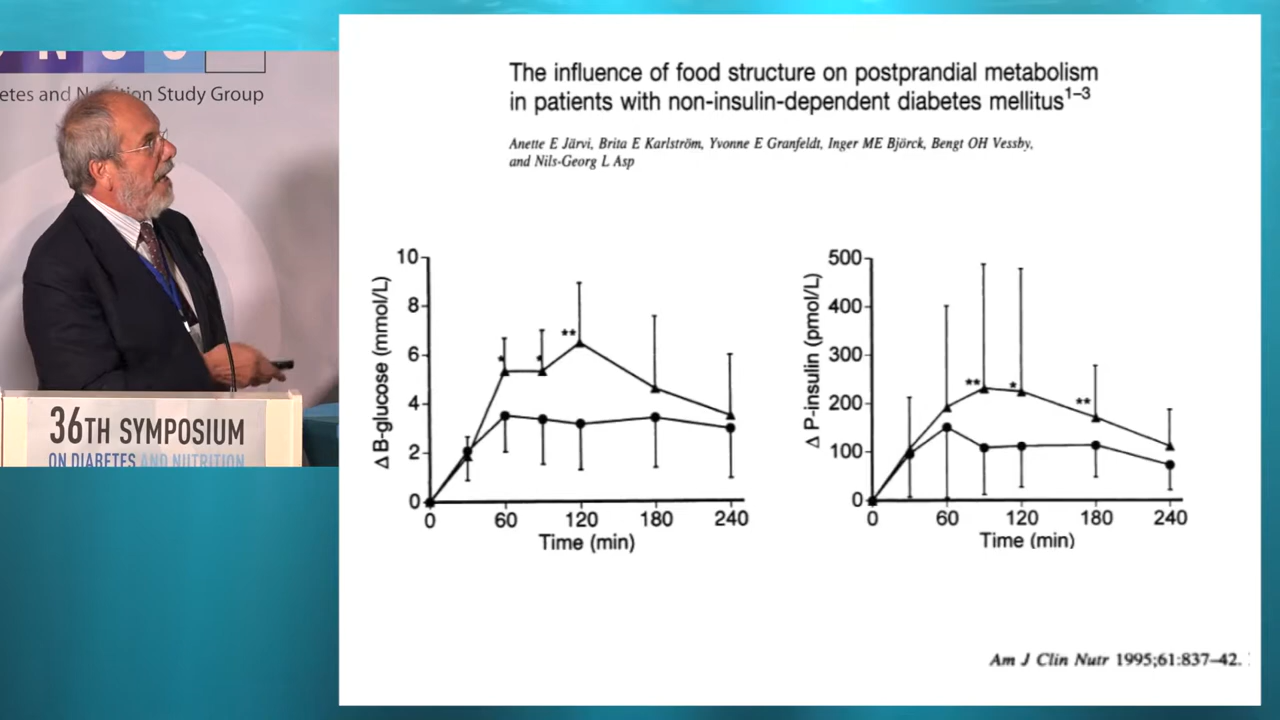 etes and Nutrition Study Group
36TH SYMPOSIUM
ON DIABETES AND NUTRITION
The influence of food structure on postprandial metabolism
in patients with non-insulin-dependent diabetes mellitus1–3
Anette E Järvi, Brita E Karlström, Yvonne E Granfeldt, Inger ME Björck, Bengt OH Vessby,
and Nils-Georg L Asp
Δ B-glucose (mmol/L)
10
8
6
4
2
0
*
*
**
0 60 120 180 240
Time (min)
Δ P-insulin (pmol/L)
500
400
300
200
100
0
**
*
**
0 60 120 180 240
Time (min)
Am J Clin Nutr 1995;61:837–42.